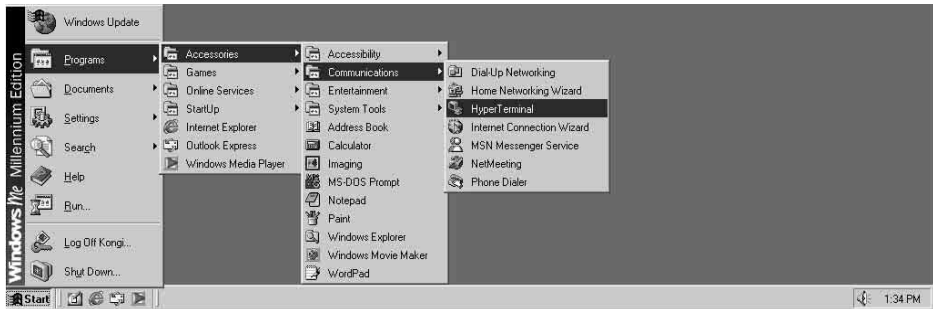 Windows Me Millennium Edition
Windows Update
Programs
Documents
Settings
Search
Help
Run...
Log Off Kongi...
Shut Down...
Accessories
Games
Online Services
StartUp
Internet Explorer
Outlook Express
Windows Media Player
Accessibility
Communications
Entertainment
System Tools
Address Book
Calculator
Imaging
MS-DOS Prompt
Notepad
Paint
Windows Explorer
Windows Movie Maker
WordPad
Dial-Up Networking
Home Networking Wizard
HyperTerminal
Internet Connection Wizard
MSN Messenger Service
NetMeeting
Phone Dialer
Start
1:34 PM